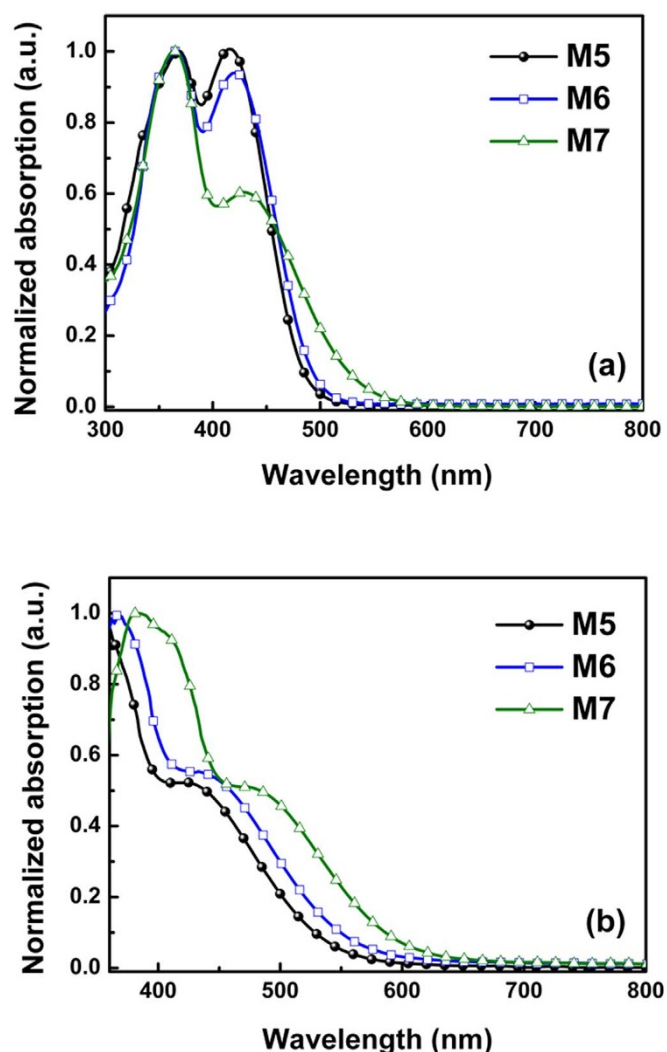 Normalized absorption (a.u.)
1.0
0.8
0.6
0.4
0.2
0.0
M5
M6
M7
(a)
300 400 500 600 700 800
Wavelength (nm)
Normalized absorption (a.u.)
1.0
0.8
0.6
0.4
0.2
0.0
M5
M6
M7
(b)
400 500 600 700 800
Wavelength (nm)